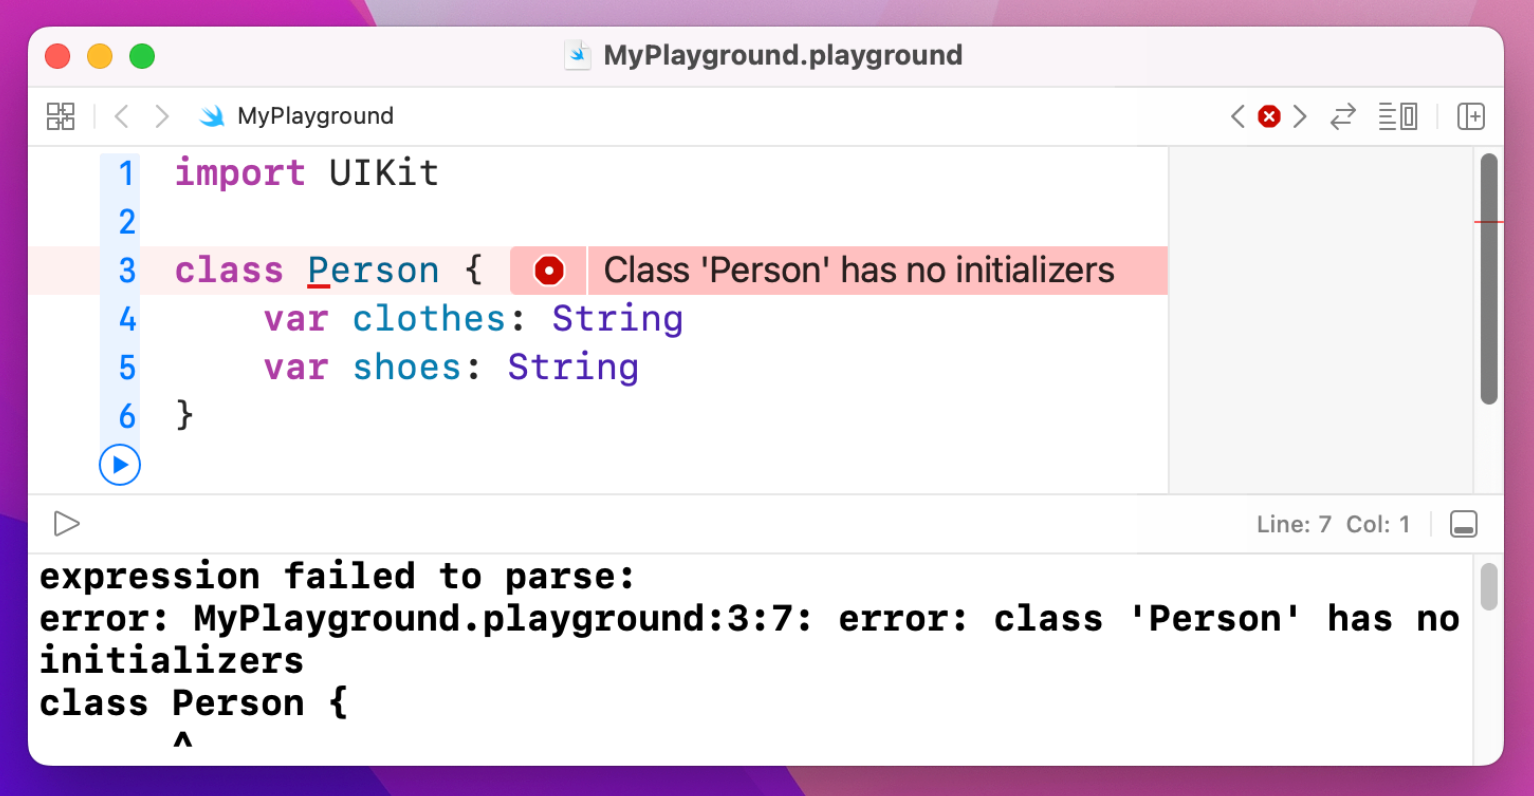 MyPlayground.playground
MyPlayground
1 import UIKit
2
3 class Person { Class 'Person' has no initializers
4     var clothes: String
5     var shoes: String
6 }
Line: 7 Col: 1
expression failed to parse:
error: MyPlayground.playground:3:7: error: class 'Person' has no
initializers
class Person {
      ^